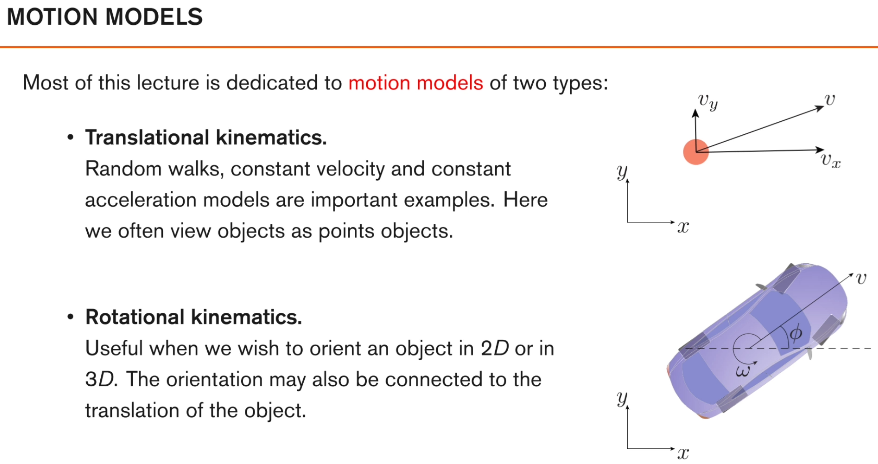 MOTION MODELS
Most of this lecture is dedicated to motion models of two types:
• Translational kinematics.
Random walks, constant velocity and constant
acceleration models are important examples. Here
we often view objects as points objects.
v_y
v
v_x
y
x
• Rotational kinematics.
Useful when we wish to orient an object in 2D or in
3D. The orientation may also be connected to the
translation of the object.
v
ϕ
ω
y
x